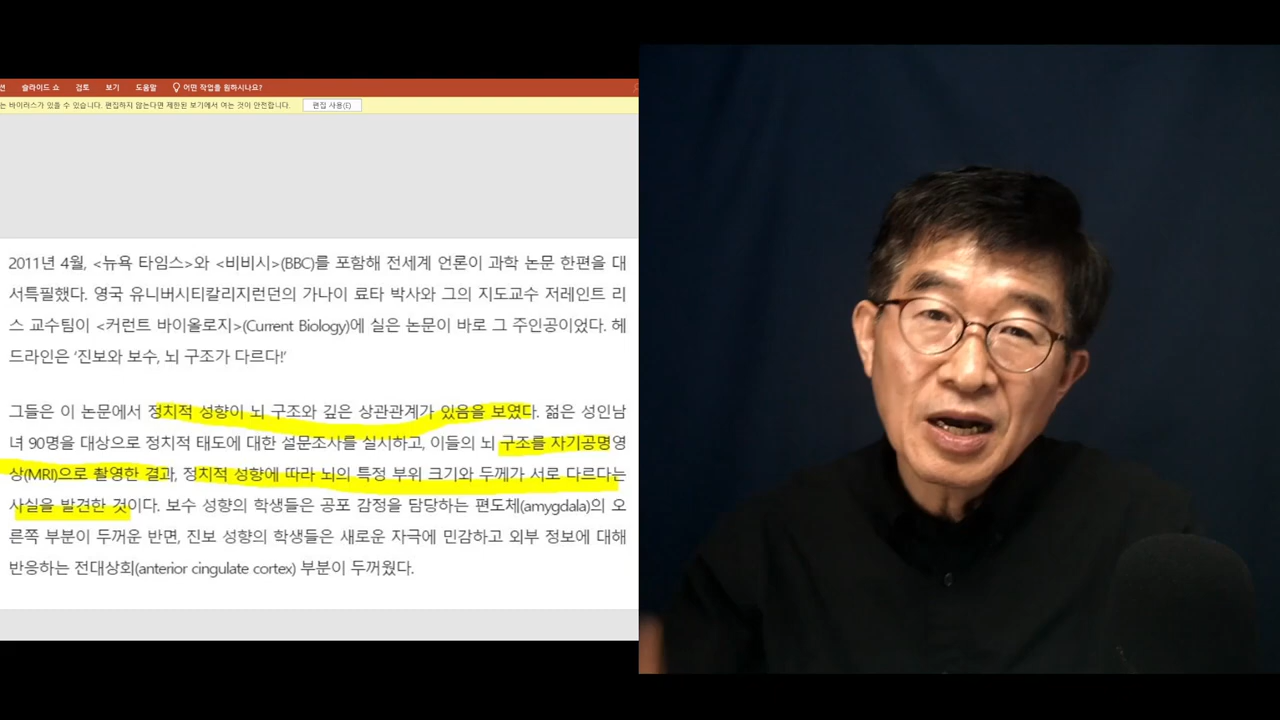 션 슬라이드 쇼 검토 보기 도움말 어떤 작업을 원하시나요?
는 바이러스가 있을 수 있습니다. 편집하지 않는다면 제한된 보기에서 여는 것이 안전합니다. 편집 사용(E)
2011년 4월, <뉴욕 타임스>와 <비비시>(BBC)를 포함해 전세계 언론이 과학 논문 한편을 대
서특필했다. 영국 유니버시티칼리지런던의 가나이 료타 박사와 그의 지도교수 저레인트 리
스 교수팀이 <커런트 바이올로지>(Current Biology)에 실은 논문이 바로 그 주인공이었다. 헤
드라인은 ‘진보와 보수, 뇌 구조가 다르다!’
그들은 이 논문에서 정치적 성향이 뇌 구조와 깊은 상관관계가 있음을 보였다. 젊은 성인남
녀 90명을 대상으로 정치적 태도에 대한 설문조사를 실시하고, 이들의 뇌 구조를 자기공명영
상(MRI)으로 촬영한 결과, 정치적 성향에 따라 뇌의 특정 부위 크기와 두께가 서로 다르다는
사실을 발견한 것이다. 보수 성향의 학생들은 공포 감정을 담당하는 편도체(amygdala)의 오
른쪽 부분이 두꺼운 반면, 진보 성향의 학생들은 새로운 자극에 민감하고 외부 정보에 대해
반응하는 전대상회(anterior cingulate cortex) 부분이 두꺼웠다.